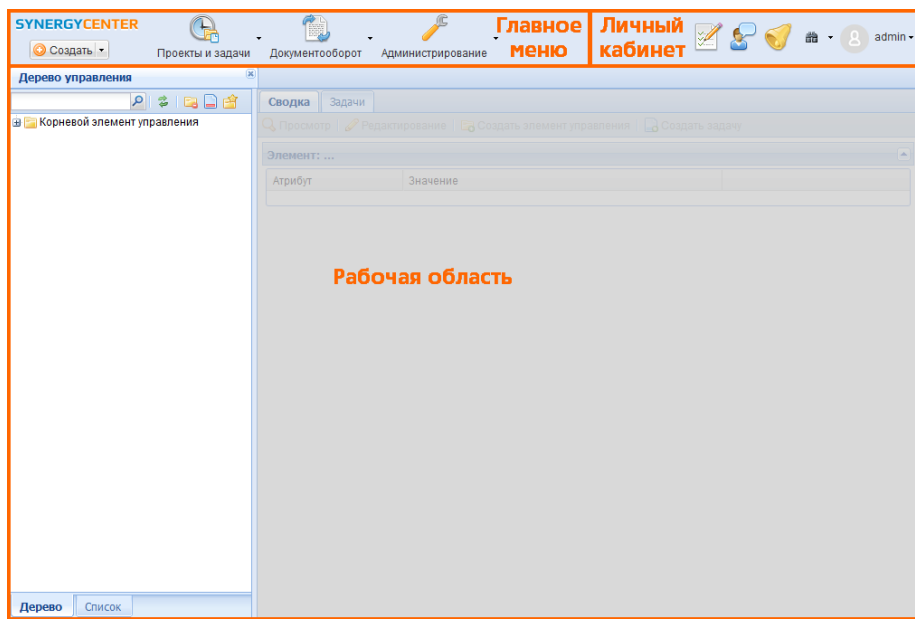 SYNERGYCENTER
Создать
Проекты и задачи
Документооборот
Администрирование
Главное меню
Личный кабинет
admin
Дерево управления
Корневой элемент управления
Сводка Задачи
Просмотр Редактирование Создать элемент управления Создать задачу
Элемент: ...
Атрибут Значение
Рабочая область
Дерево Список